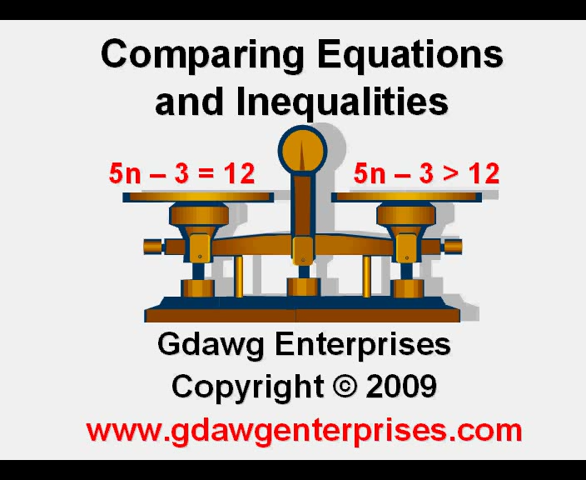 Comparing Equations
and Inequalities
5n – 3 = 12 5n – 3 > 12
Gdawg Enterprises
Copyright © 2009
www.gdawgenterprises.com